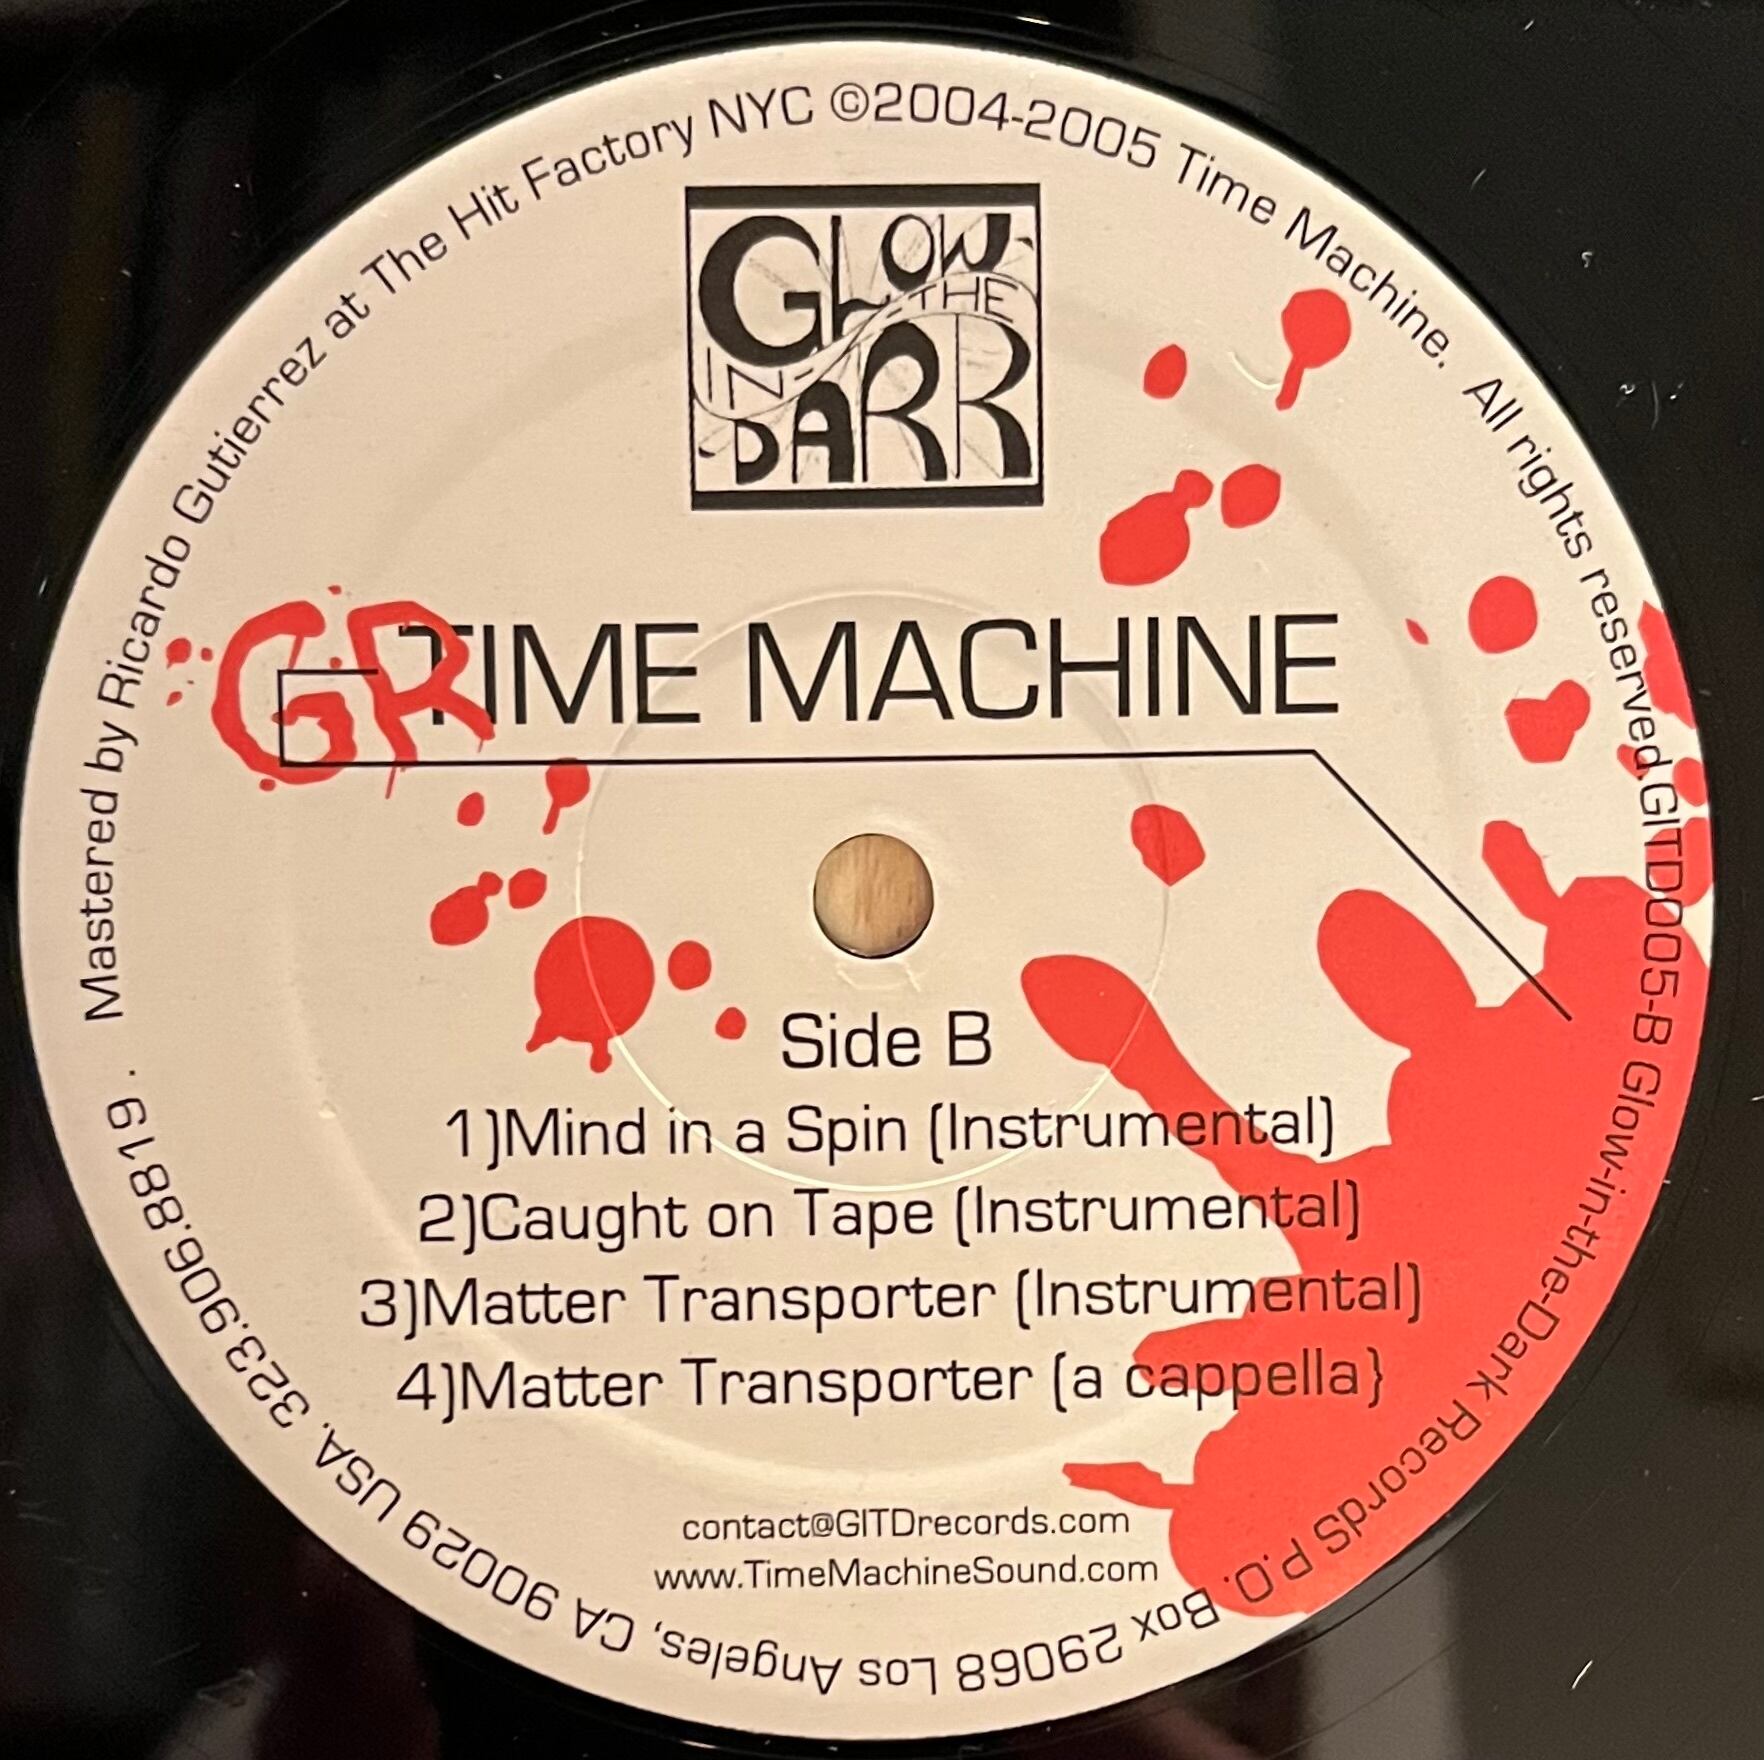 GLOW-
IN-THE
-DARK
GR
TIME MACHINE
Side B
1)Mind in a Spin (Instrumental)
2)Caught on Tape (Instrumental)
3)Matter Transporter (Instrumental)
4)Matter Transporter (a cappella}
contact@GITDrecords.com
www.TimeMachineSound.com
Mastered by Ricardo Gutierrez at The Hit Factory NYC ©2004-2005 Time Machine. All rights reserved.GITD005-B Glow-in-the-Dark RecordS P.O. Box 29068 Los Angeles, CA 90029 USA. 323.906.8819 .